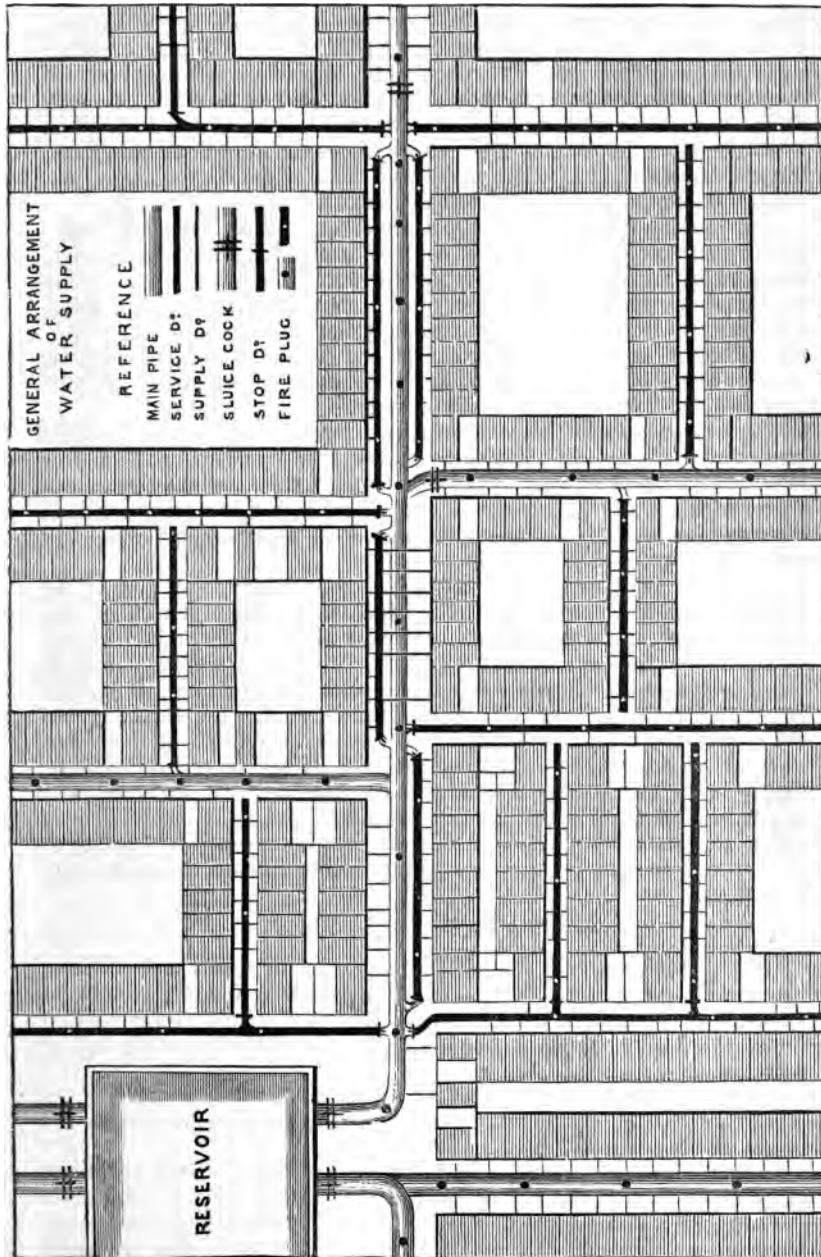 GENERAL ARRANGEMENT
OF
WATER SUPPLY
REFERENCE
MAIN PIPE
SERVICE Dº
SUPPLY Dº
SLUICE COCK
STOP Dº
FIRE PLUG
RESERVOIR